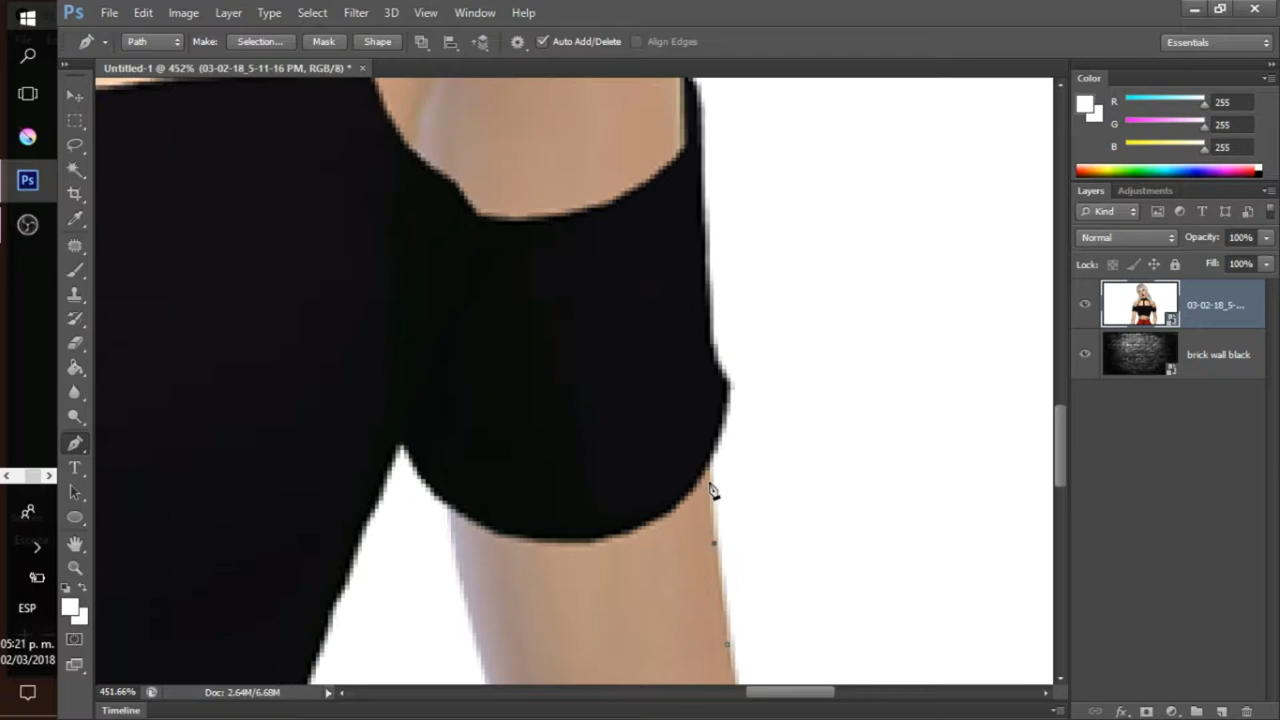 Ps File Edit Image Layer Type Select Filter 3D View Window Help
Path Make: Selection... Mask Shape Auto Add/Delete Align Edges Essentials
Untitled-1 @ 452% (03-02-18_5-11-16 PM, RGB/8) * ×
Color
R 255
G 255
B 255
Layers Adjustments
Kind
Normal Opacity: 100%
Lock: Fill: 100%
03-02-18_5-...
brick wall black
Ps
T
ESP
05:21 p. m.
02/03/2018
451.66% Doc: 2.64M/6.68M
Timeline